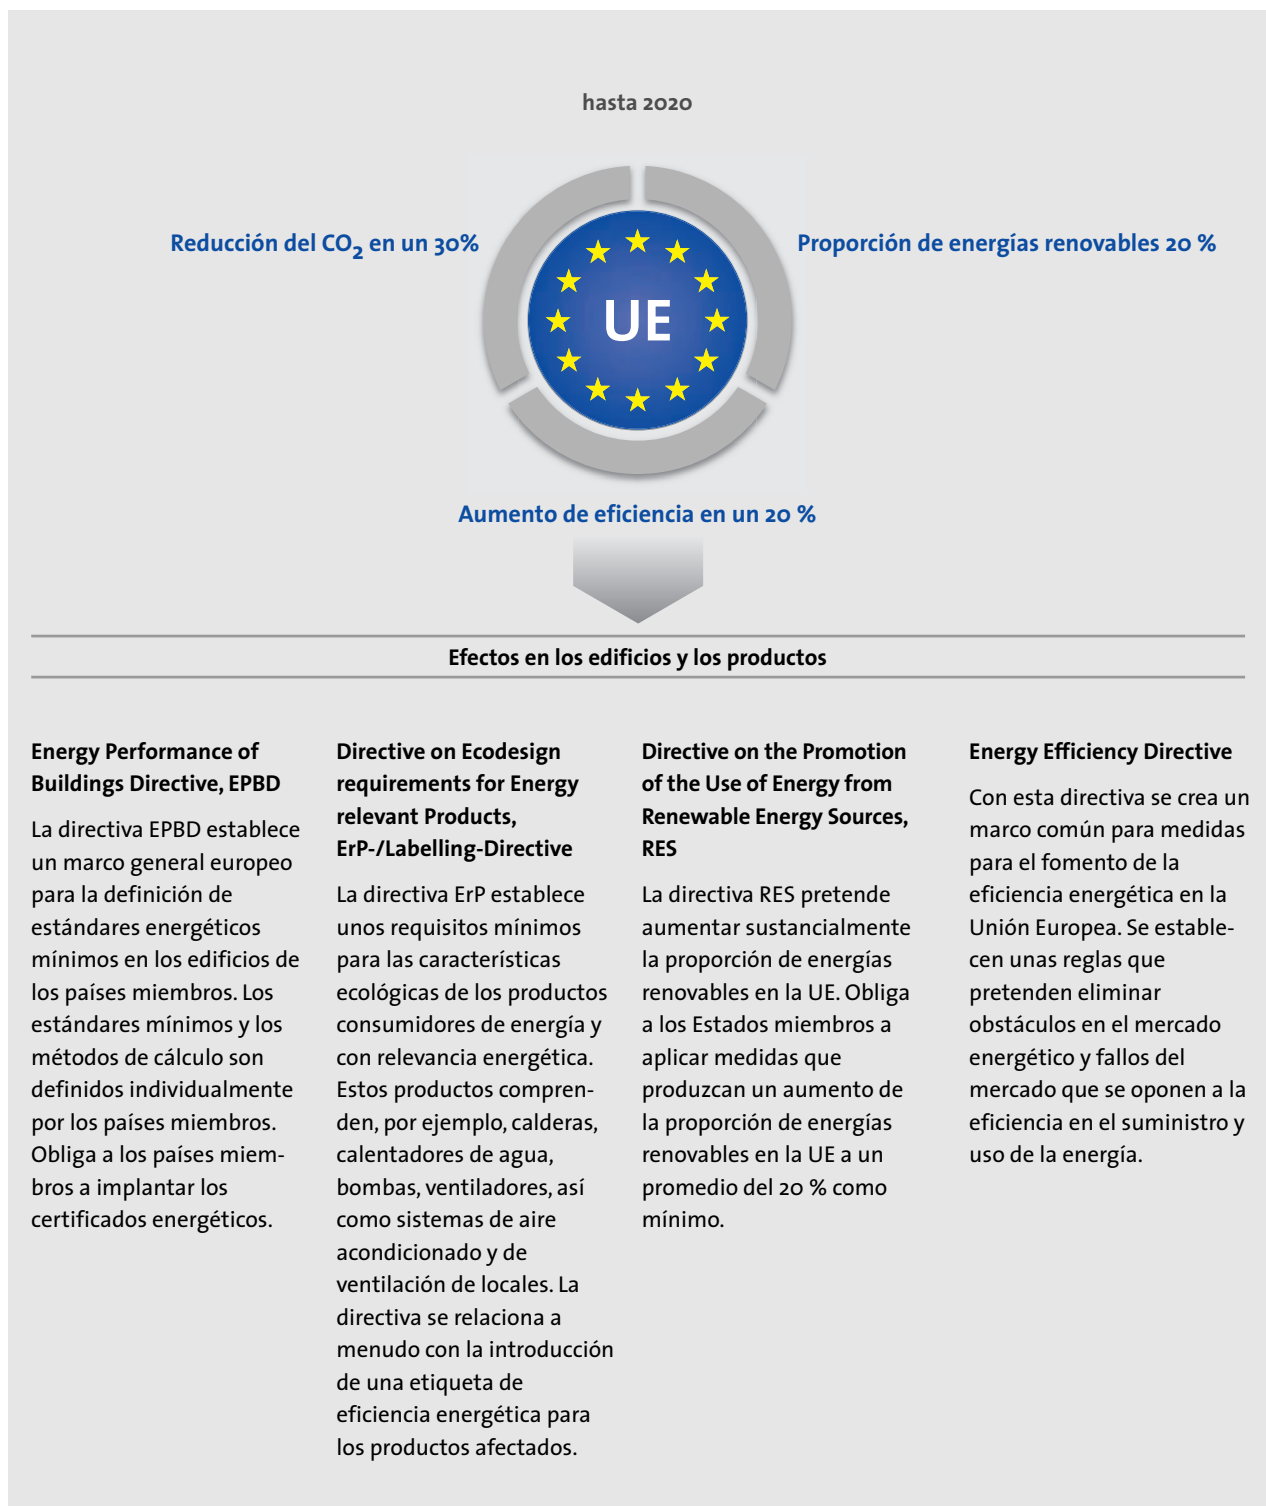 hasta 2020
Reducción del CO2 en un 30%
Proporción de energías renovables 20 %
UE
Aumento de eficiencia en un 20 %
Efectos en los edificios y los productos
Energy Performance of
Buildings Directive, EPBD
La directiva EPBD establece
un marco general europeo
para la definición de
estándares energéticos
mínimos en los edificios de
los países miembros. Los
estándares mínimos y los
métodos de cálculo son
definidos individualmente
por los países miembros.
Obliga a los países miem-
bros a implantar los
certificados energéticos.
Directive on Ecodesign
requirements for Energy
relevant Products,
ErP-/Labelling-Directive
La directiva ErP establece
unos requisitos mínimos
para las características
ecológicas de los productos
consumidores de energía y
con relevancia energética.
Estos productos compren-
den, por ejemplo, calderas,
calentadores de agua,
bombas, ventiladores, así
como sistemas de aire
acondicionado y de
ventilación de locales. La
directiva se relaciona a
menudo con la introducción
de una etiqueta de
eficiencia energética para
los productos afectados.
Directive on the Promotion
of the Use of Energy from
Renewable Energy Sources,
RES
La directiva RES pretende
aumentar sustancialmente
la proporción de energías
renovables en la UE. Obliga
a los Estados miembros a
aplicar medidas que
produzcan un aumento de
la proporción de energías
renovables en la UE a un
promedio del 20 % como
mínimo.
Energy Efficiency Directive
Con esta directiva se crea un
marco común para medidas
para el fomento de la
eficiencia energética en la
Unión Europea. Se estable-
cen unas reglas que
pretenden eliminar
obstáculos en el mercado
energético y fallos del
mercado que se oponen a la
eficiencia en el suministro y
uso de la energía.